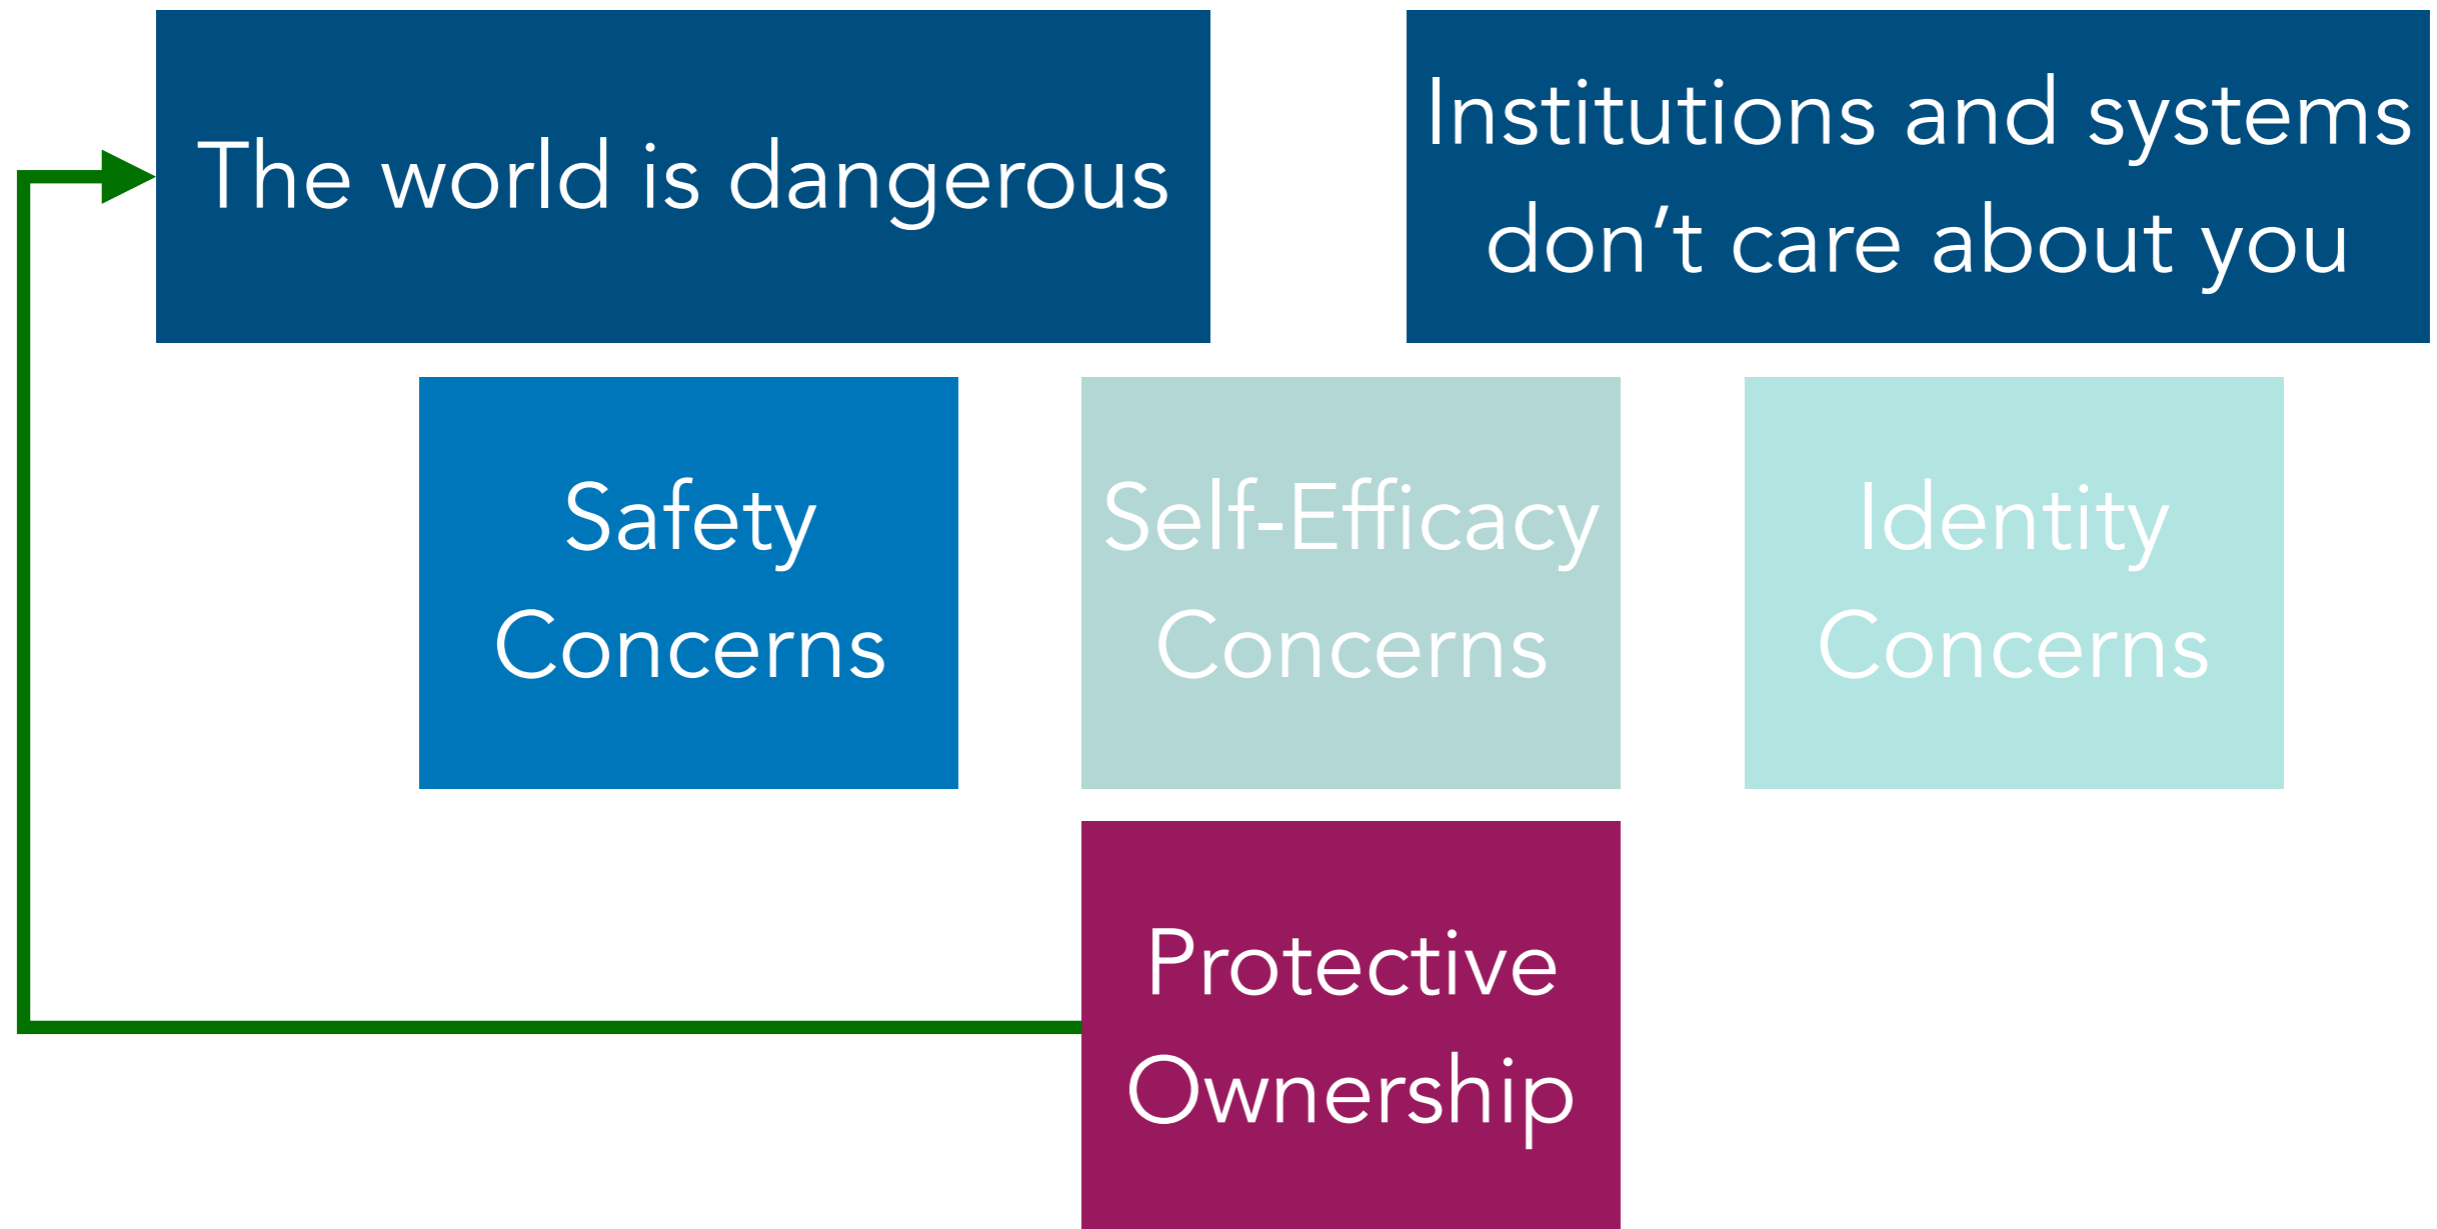 The world is dangerous
Institutions and systems
don’t care about you
Safety
Concerns
Self-Efficacy
Concerns
Identity
Concerns
Protective
Ownership